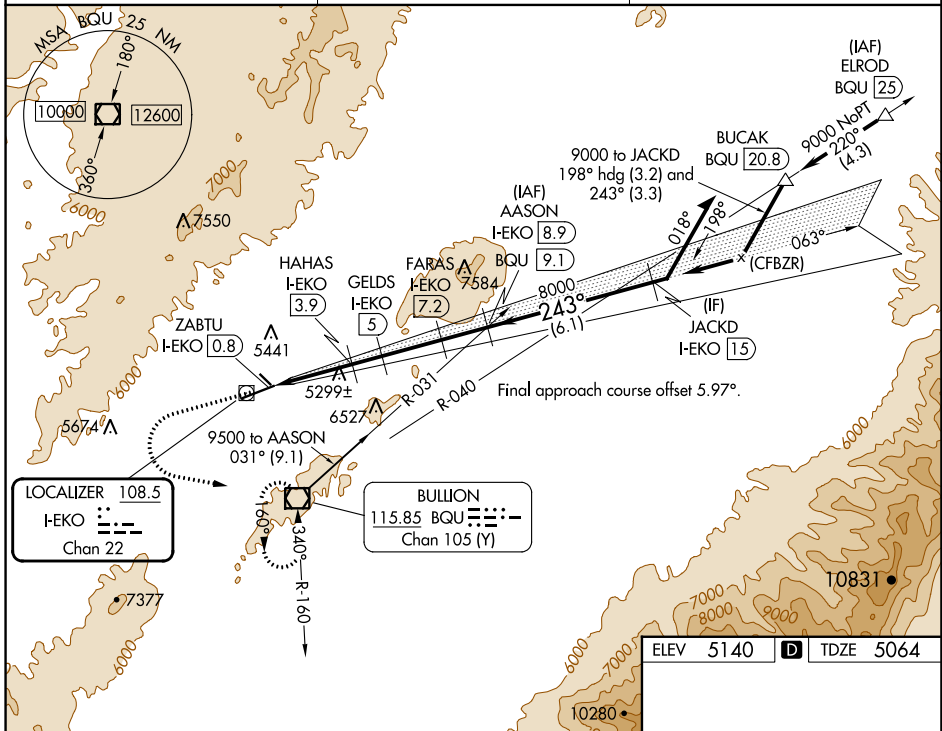 MSA BQU 25 NM
180°
10000
12600
360°
7000
6000
7550
(IAF)
ELROD
BQU 25
9000 NoPT
220°
(4.3)
BUCAK
BQU 20.8
9000 to JACKD
198° hdg (3.2) and
243° (3.3)
018°
198°
063°
(CFBZR)
(IAF)
AASON
I-EKO 8.9
BQU 9.1
FARAS
I-EKO
7.2
7584
8000
243°
(6.1)
(IF)
JACKD
I-EKO 15
HAHAS
I-EKO
3.9
GELDS
I-EKO
5
ZABTU
I-EKO 0.8
5441
5299±
6527
R-031
R-040
Final approach course offset 5.97°.
6000
5674
9500 to AASON
031° (9.1)
LOCALIZER 108.5
I-EKO
Chan 22
BULLION
115.85 BQU
Chan 105 (Y)
160°
340°
R-160
7377
6000
6000
10831
7000
8000
9000
6000
7000
10280
ELEV 5140 D TDZE 5064